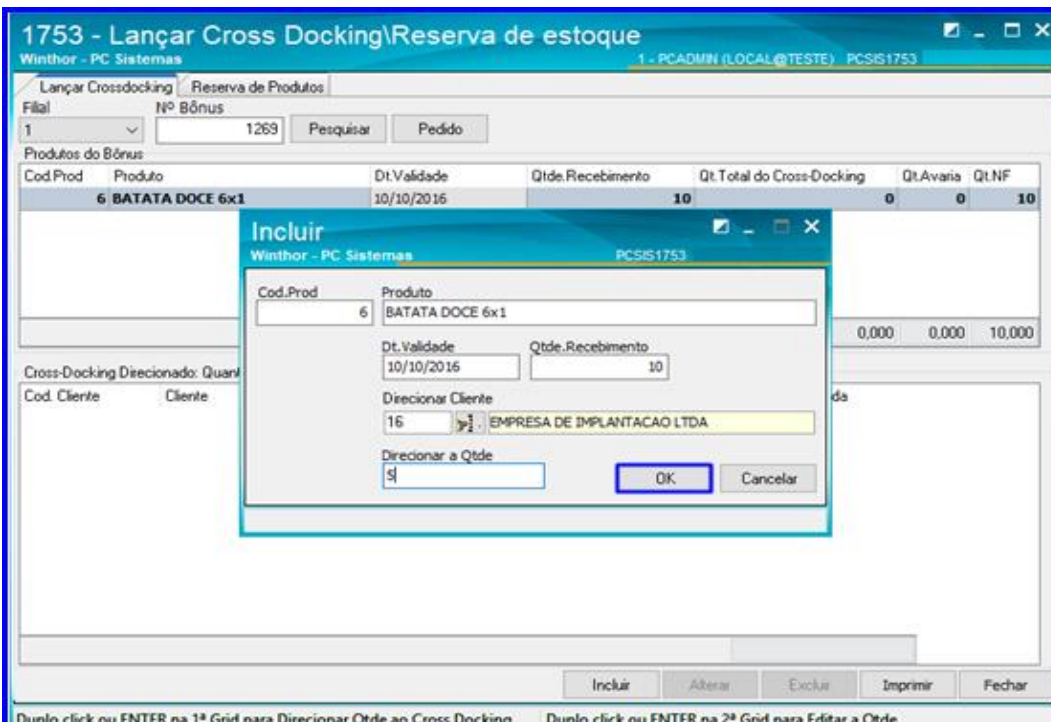 1753 - Lançar Cross Docking\Reserva de estoque
Winthor - PC Sistemas 1 - PCADMIN (LOCAL@TESTE) PCSIS1753
Lançar Crossdocking Reserva de Produtos
Filial Nº Bônus
1 1269 Pesquisar Pedido
Produtos do Bônus
Cod.Prod Produto Dt.Validade Qtde.Recebimento Qt.Total do Cross-Docking Qt.Avaria Qt.NF
6 BATATA DOCE 6x1 10/10/2016 10 0 0 10
Incluir
Winthor - PC Sistemas PCSIS1753
Cod.Prod Produto
6 BATATA DOCE 6x1
Dt.Validade Qtde.Recebimento
10/10/2016 10
Direcionar Cliente
16 EMPRESA DE IMPLANTACAO LTDA
Direcionar a Qtde
OK Cancelar
0,000 0,000 10,000
Cross-Docking Direcionado:
Cod. Cliente Cliente
Incluir Alterar Excluir Imprimir Fechar
Duplo click ou ENTER na 1ª Grid para Direcionar Qtde ao Cross Docking Duplo click ou ENTER na 2ª Grid para Editar a Qtde